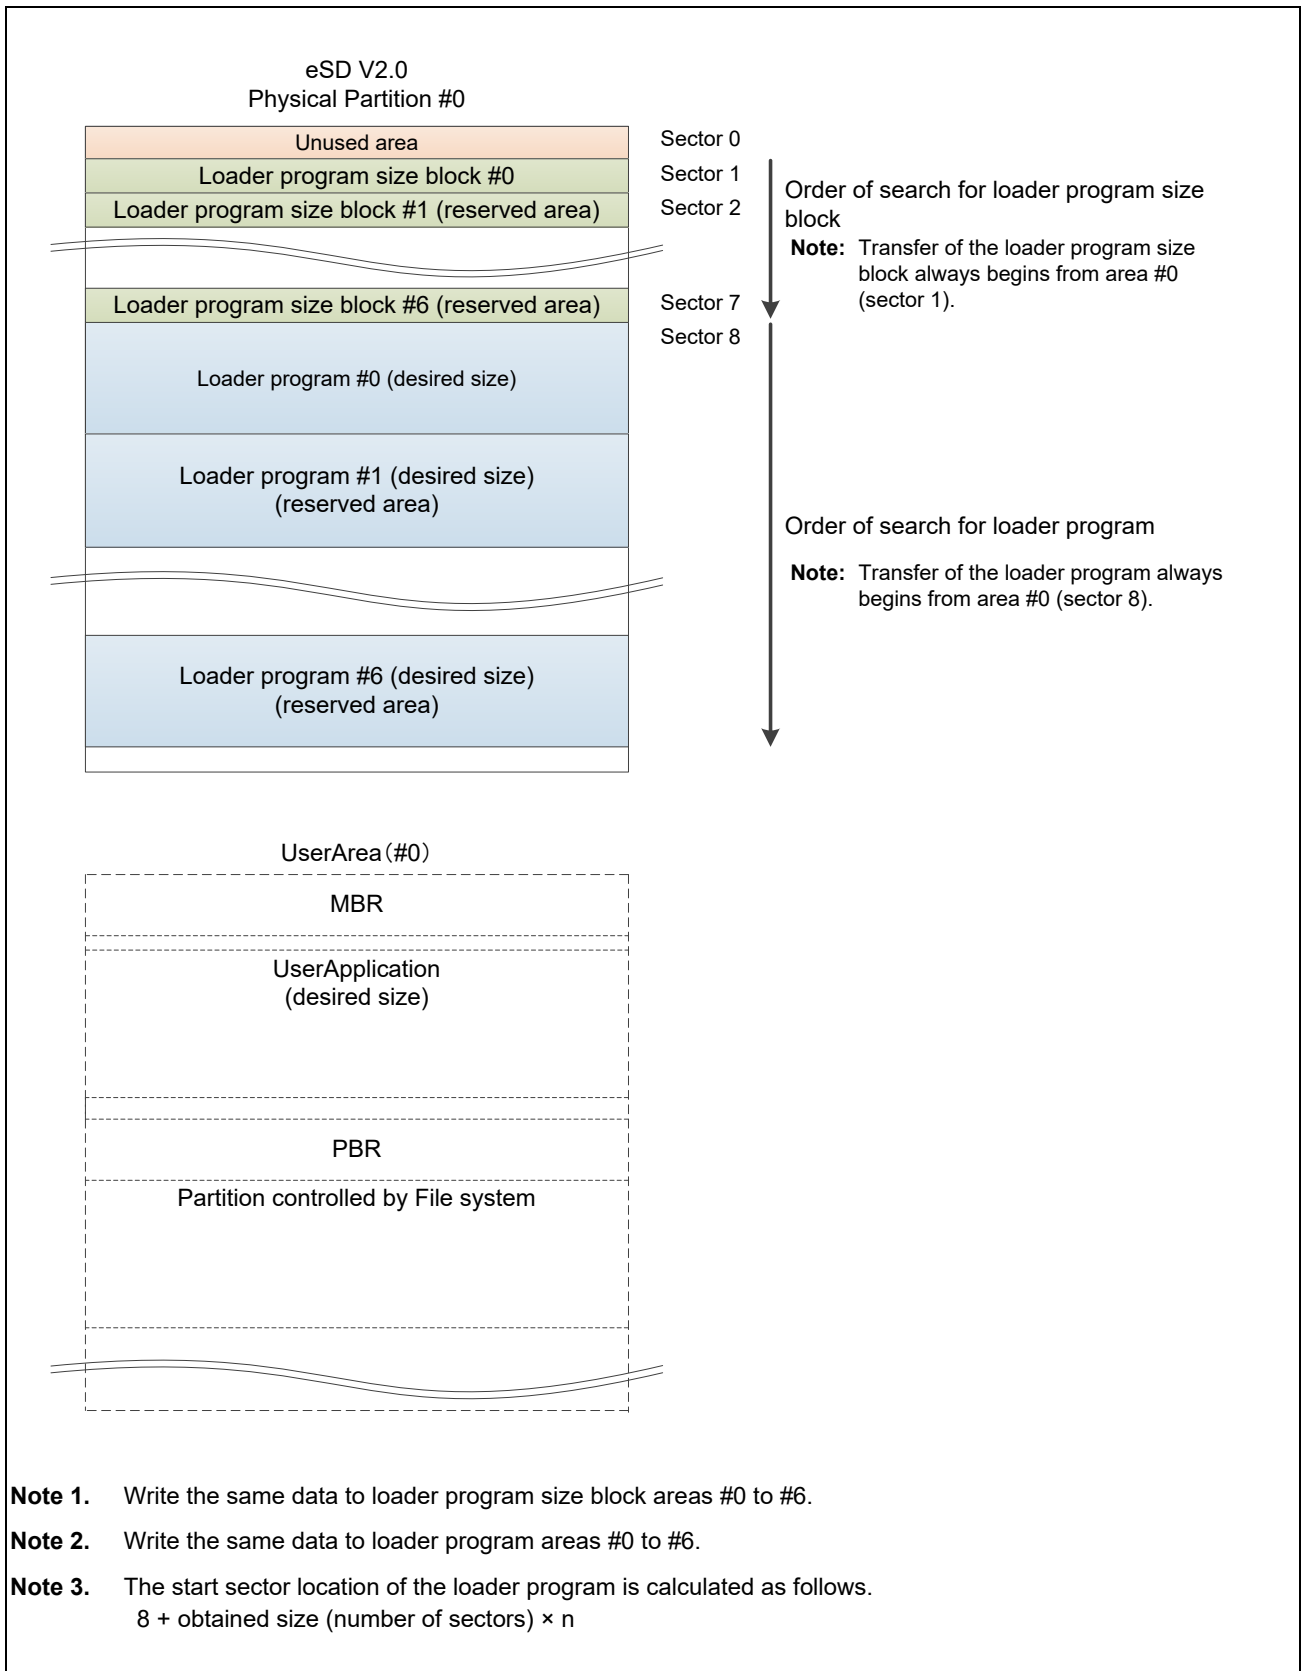 eSD V2.0
Physical Partition #0
Unused area
Sector 0
Loader program size block #0
Sector 1
Loader program size block #1 (reserved area)
Sector 2
Order of search for loader program size
block
Note: Transfer of the loader program size
block always begins from area #0
(sector 1).
Loader program size block #6 (reserved area)
Sector 7
Sector 8
Loader program #0 (desired size)
Loader program #1 (desired size)
(reserved area)
Order of search for loader program
Note: Transfer of the loader program always
begins from area #0 (sector 8).
Loader program #6 (desired size)
(reserved area)
UserArea（#0）
MBR
UserApplication
(desired size)
PBR
Partition controlled by File system
Note 1. Write the same data to loader program size block areas #0 to #6.
Note 2. Write the same data to loader program areas #0 to #6.
Note 3. The start sector location of the loader program is calculated as follows.
8 + obtained size (number of sectors) × n